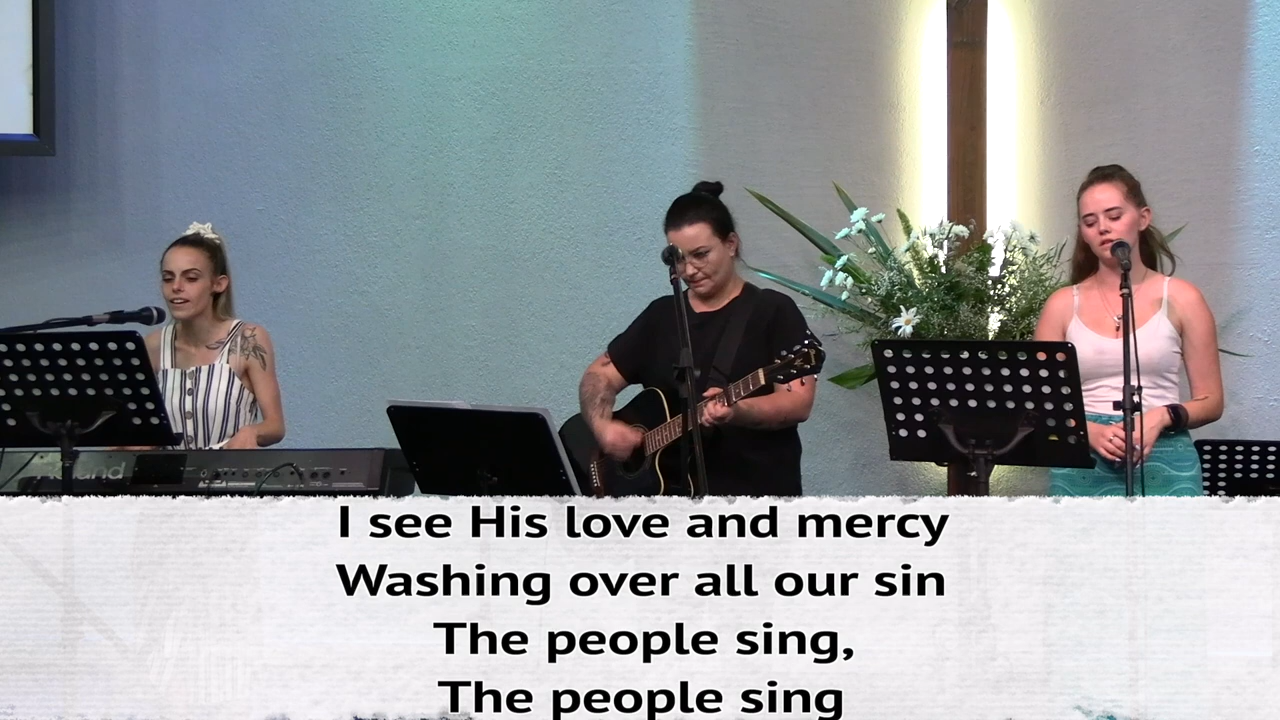 I see His love and mercy
Washing over all our sin
The people sing,
The people sing